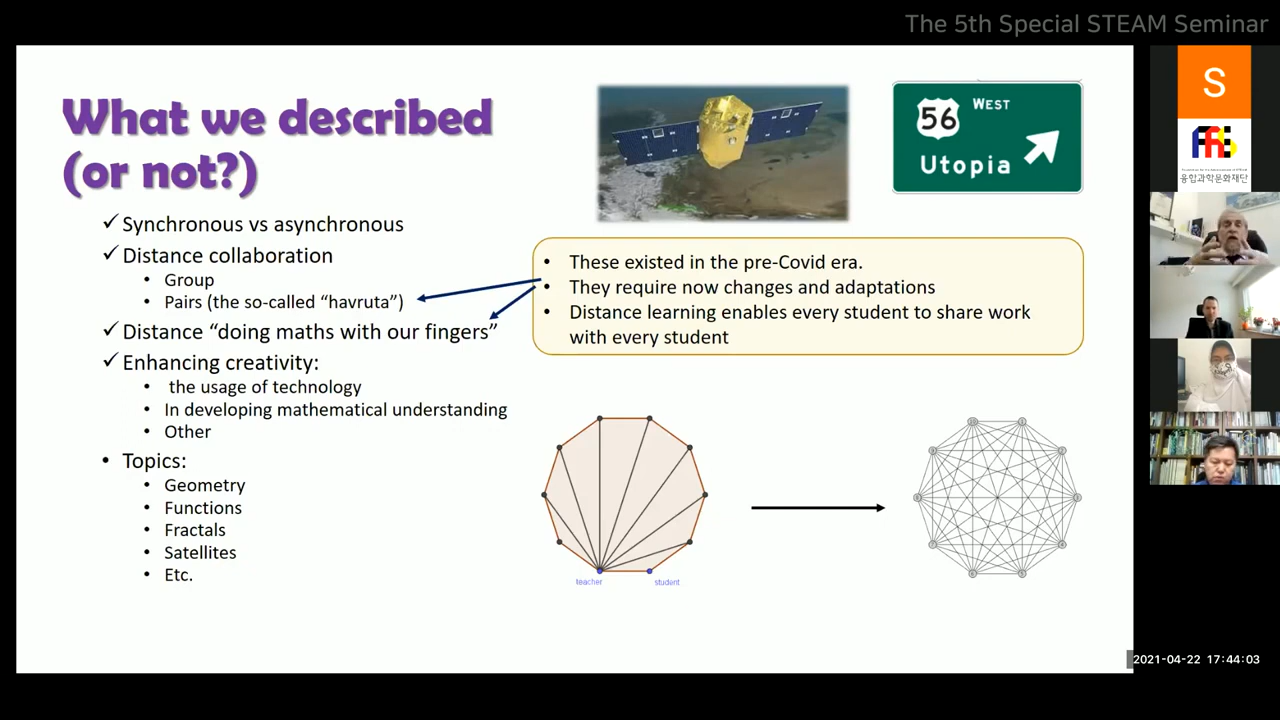 The 5th Special STEAM Seminar
What we described
(or not?)
56
WEST
Utopia
✓ Synchronous vs asynchronous
✓ Distance collaboration
• Group
• Pairs (the so-called “havruta”)
✓ Distance “doing maths with our fingers”
✓ Enhancing creativity:
• the usage of technology
• In developing mathematical understanding
• Other
• Topics:
• Geometry
• Functions
• Fractals
• Satellites
• Etc.
• These existed in the pre-Covid era.
• They require now changes and adaptations
• Distance learning enables every student to share work
with every student
teacher
student
S
융합과학문화재단
2021-04-22 17:44:03